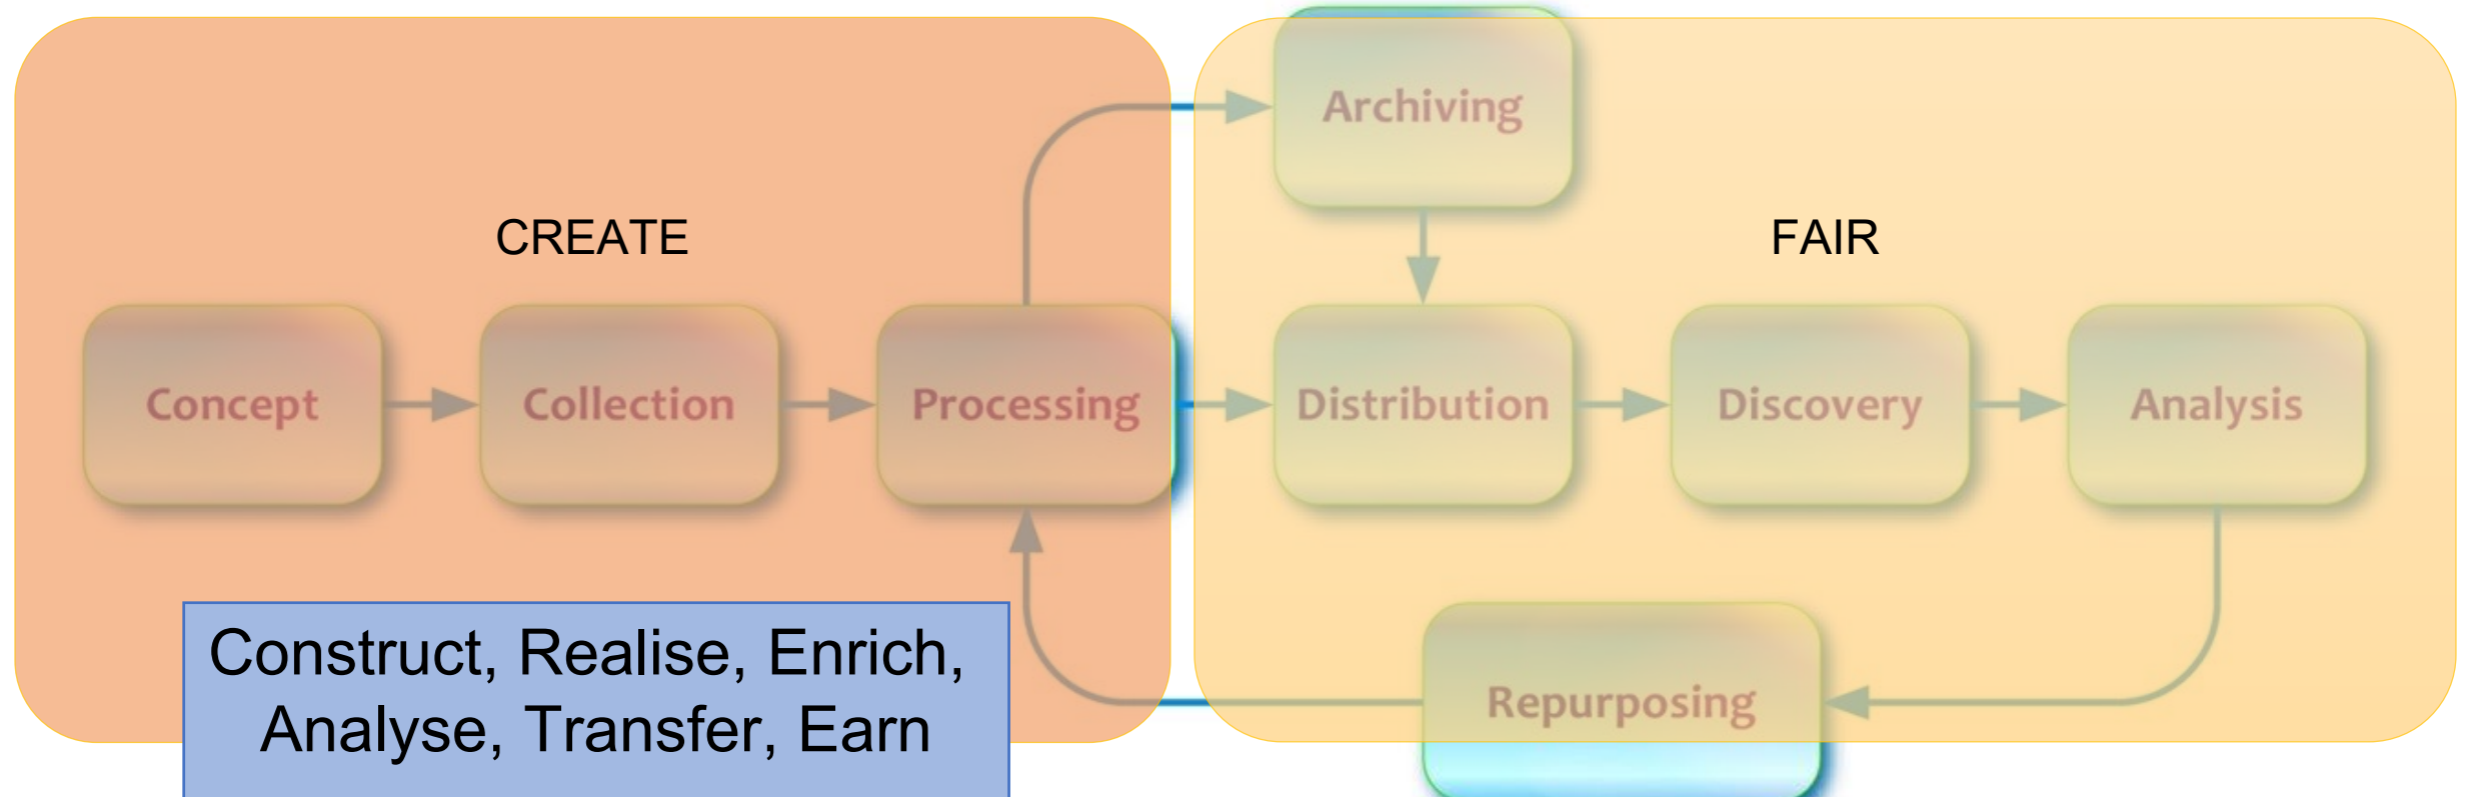 Archiving
CREATE
FAIR
Concept
Collection
Processing
Distribution
Discovery
Analysis
Construct, Realise, Enrich,
Analyse, Transfer, Earn
Repurposing